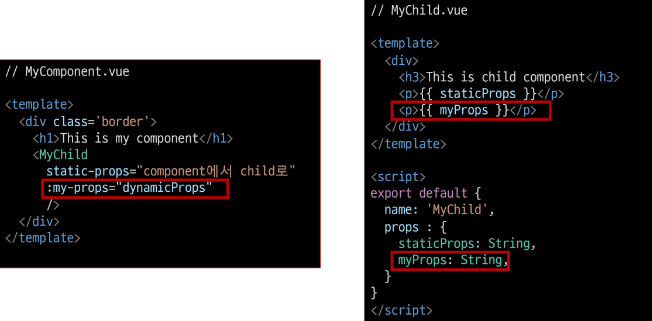 // MyComponent.vue
<template>
  <div class='border'>
    <h1>This is my component</h1>
    <MyChild
      static-props="component에서 child로"
      :my-props="dynamicProps"
      />
  </div>
</template>
// MyChild.vue
<template>
  <div>
    <h3>This is child component</h3>
    <p>{{ staticProps }}</p>
    <p>{{ myProps }}</p>
  </div>
</template>
<script>
export default {
  name: 'MyChild',
  props : {
    staticProps: String,
    myProps: String,
  }
}
</script>